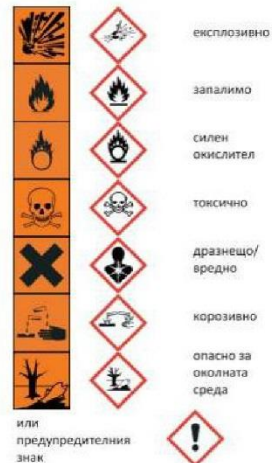 експлозивно
запалимо
силен
окислител
токсично
дразнещо/
вредно
корозивно
опасно за
околната
среда
или
предупредителния
знак